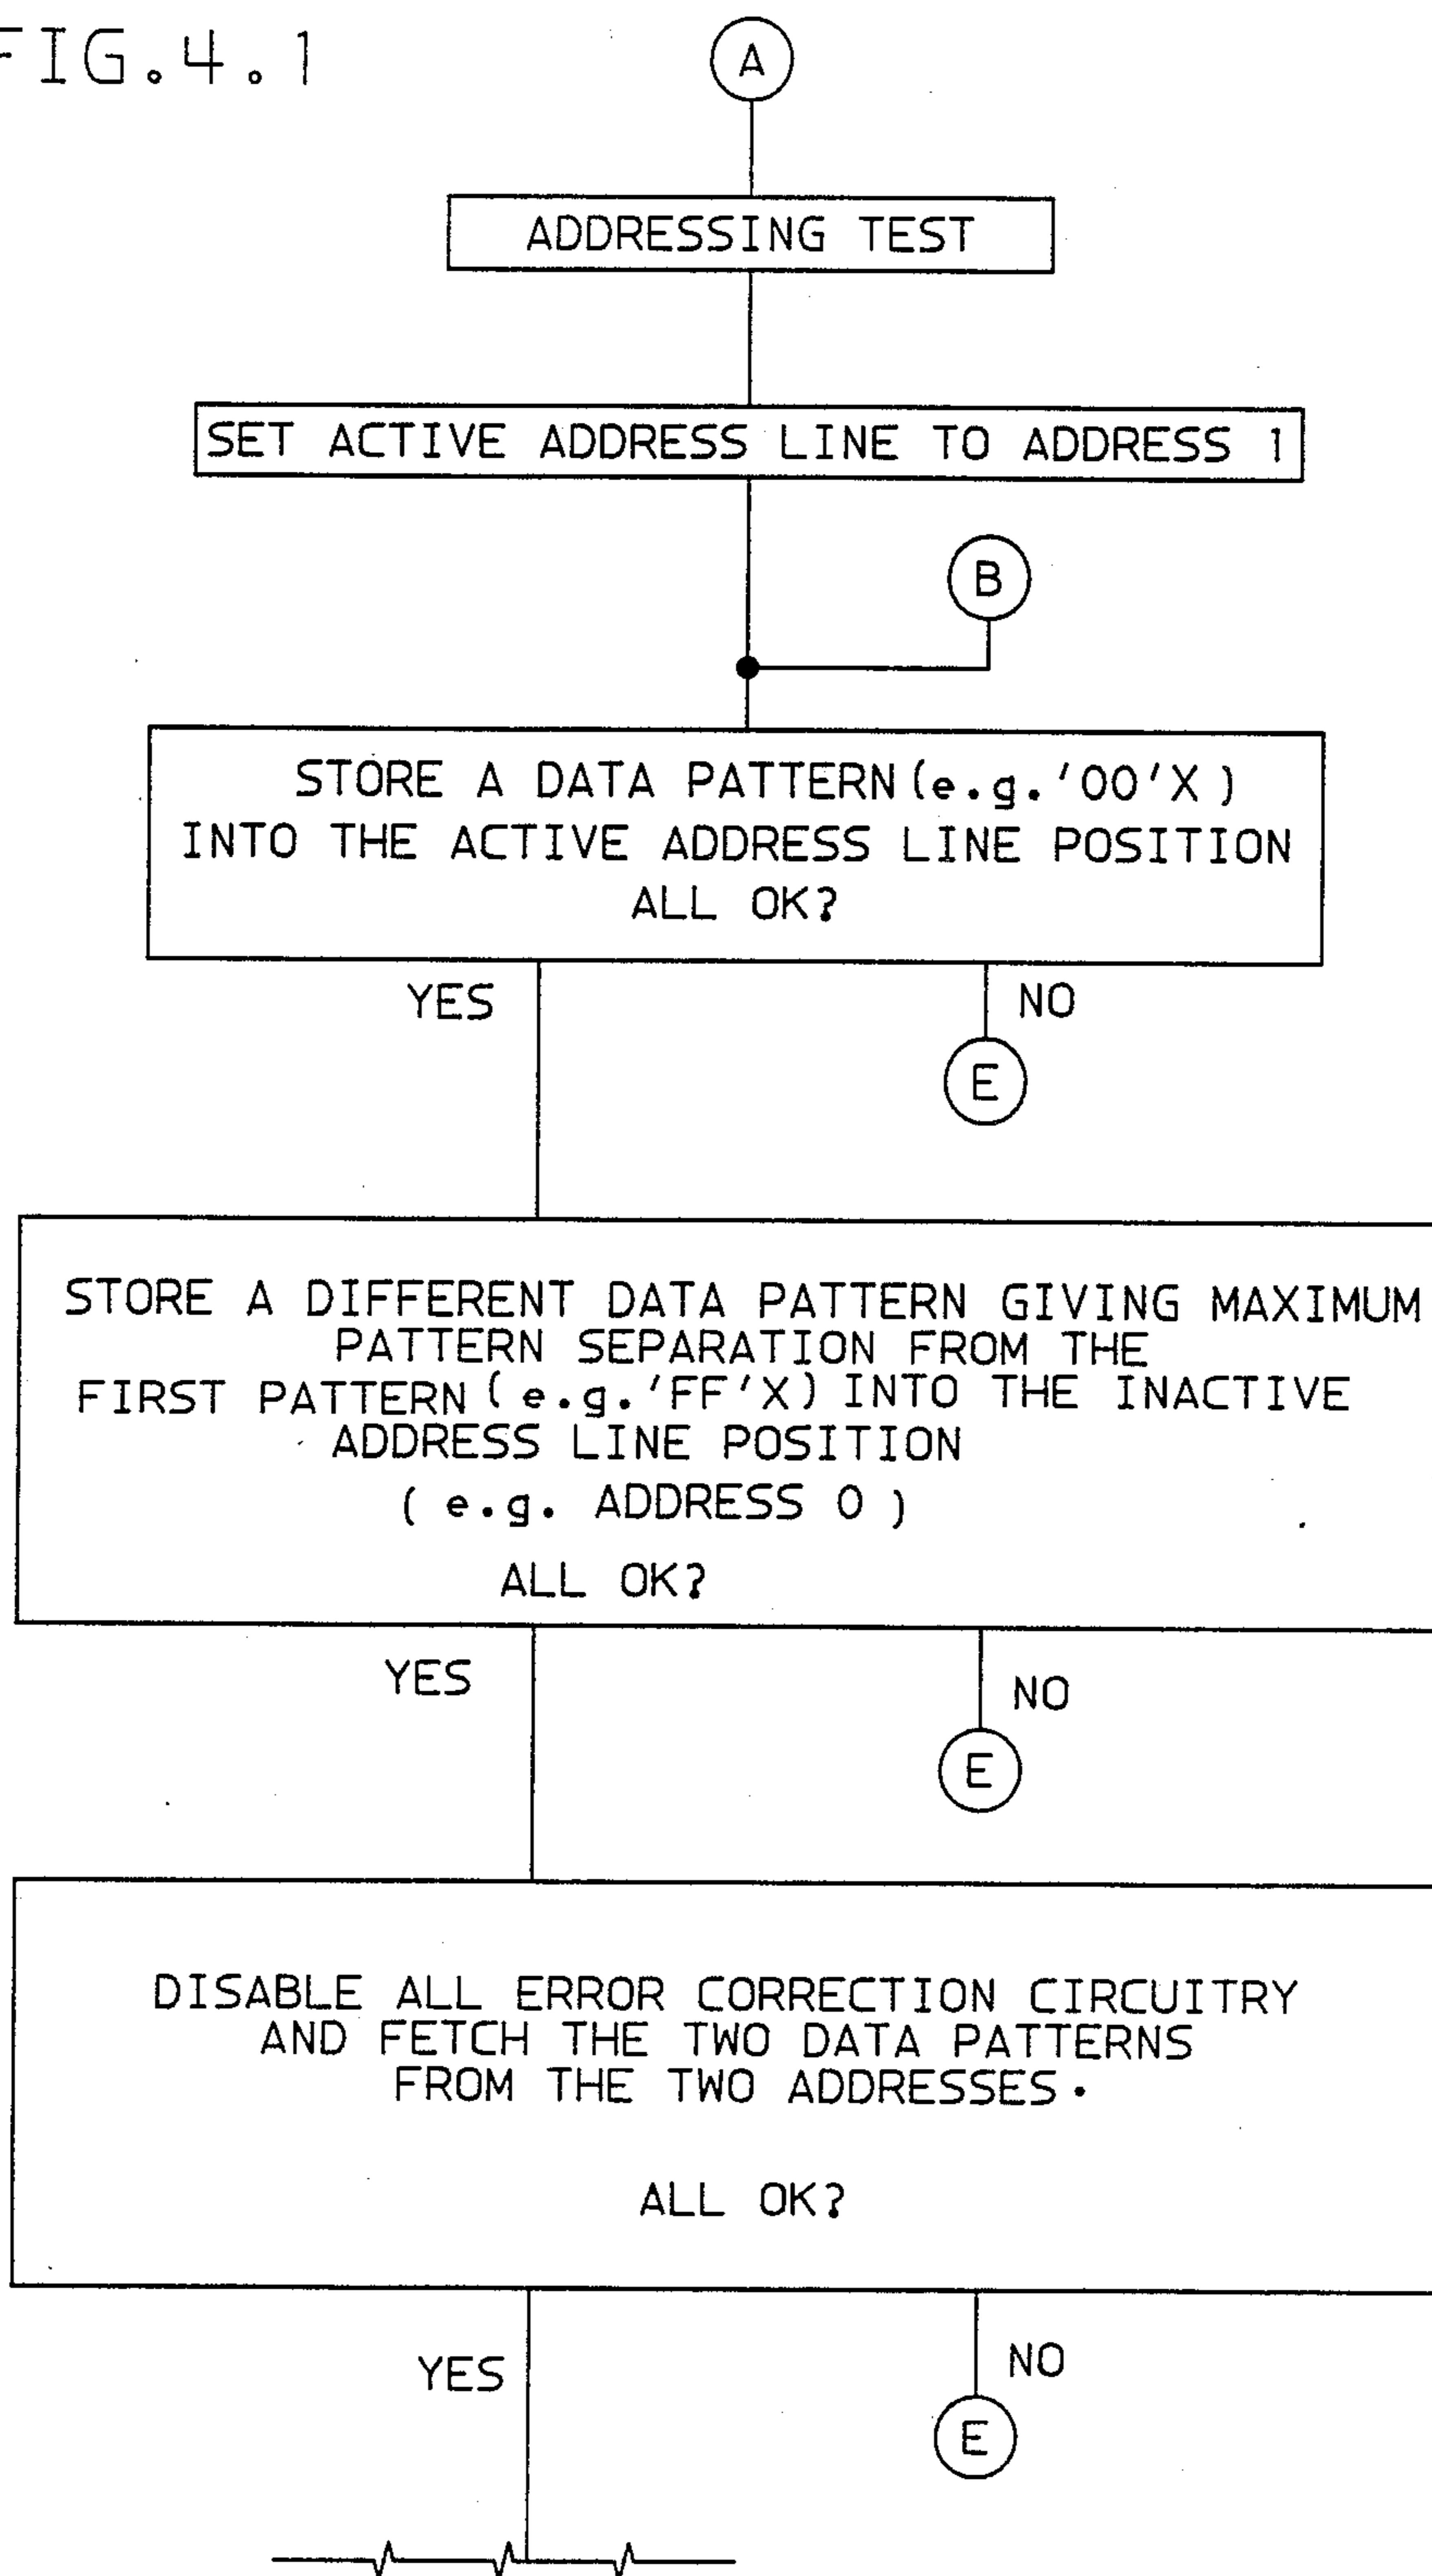 FIG.4.1
A
ADDRESSING TEST
SET ACTIVE ADDRESS LINE TO ADDRESS 1
B
STORE A DATA PATTERN (e.g.'00'X )
INTO THE ACTIVE ADDRESS LINE POSITION
ALL OK?
YES
NO
E
STORE A DIFFERENT DATA PATTERN GIVING MAXIMUM
PATTERN SEPARATION FROM THE
FIRST PATTERN ( e.g.'FF'X) INTO THE INACTIVE
ADDRESS LINE POSITION
( e.g. ADDRESS 0 )
ALL OK?
YES
NO
E
DISABLE ALL ERROR CORRECTION CIRCUITRY
AND FETCH THE TWO DATA PATTERNS
FROM THE TWO ADDRESSES.
ALL OK?
YES
NO
E